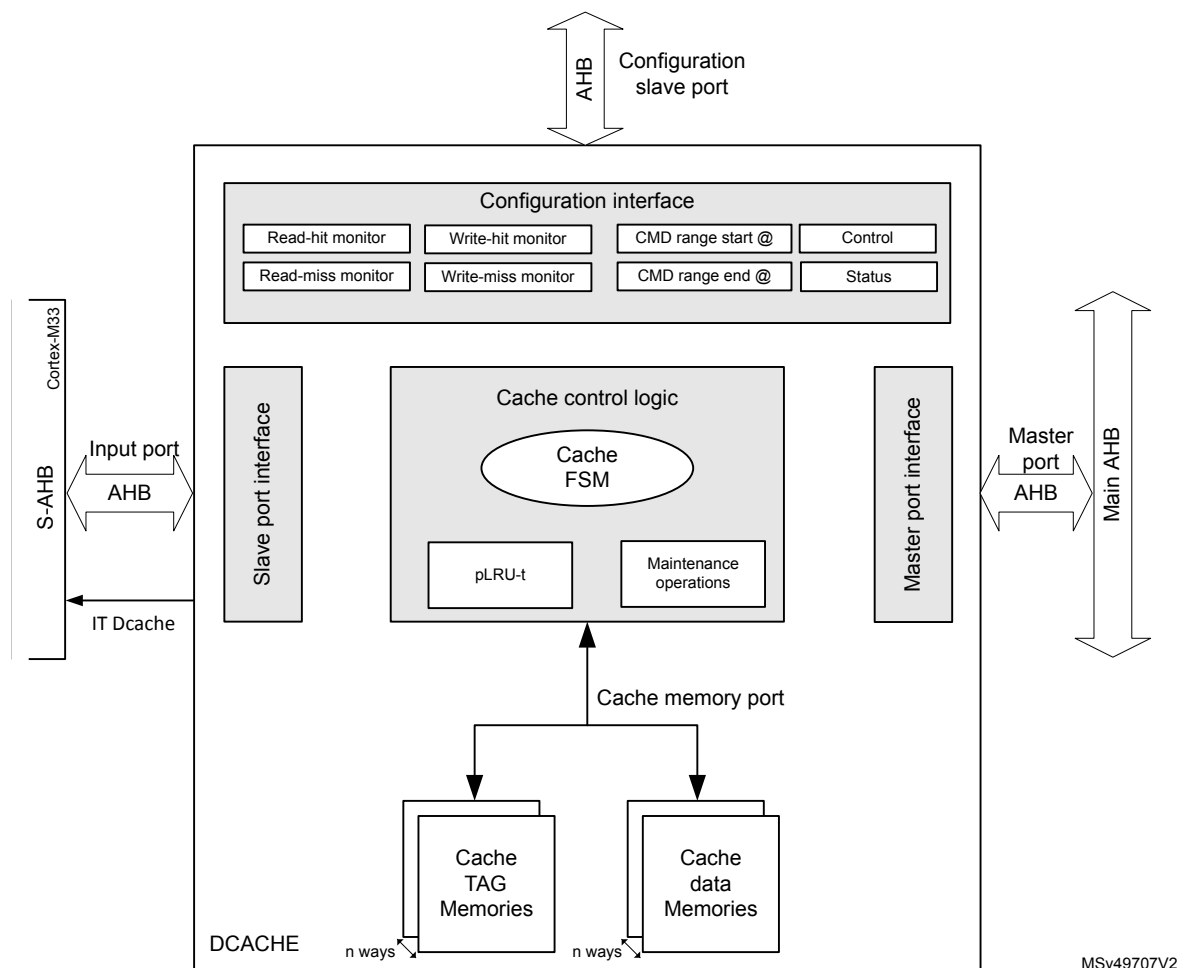 AHB
Configuration
slave port
Configuration interface
Read-hit monitor
Write-hit monitor
CMD range start @
Control
Read-miss monitor
Write-miss monitor
CMD range end @
Status
Cortex-M33
S-AHB
Input port
AHB
IT Dcache
Slave port interface
Cache control logic
Cache
FSM
pLRU-t
Maintenance
operations
Master port interface
Master
port
AHB
Main AHB
Cache memory port
Cache
TAG
Memories
n ways
Cache
data
Memories
n ways
DCACHE
MSv49707V2